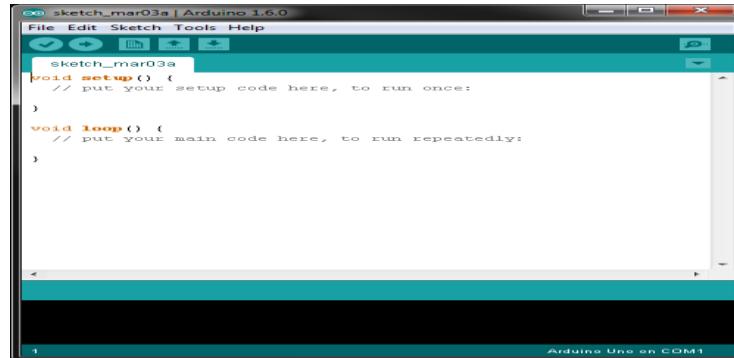 sketch_mar03a | Arduino 1.6.0
File Edit Sketch Tools Help
sketch_mar03a
void setup() {
// put your setup code here, to run once:
}
void loop() {
// put your main code here, to run repeatedly:
}
1 Arduino Uno on COM1